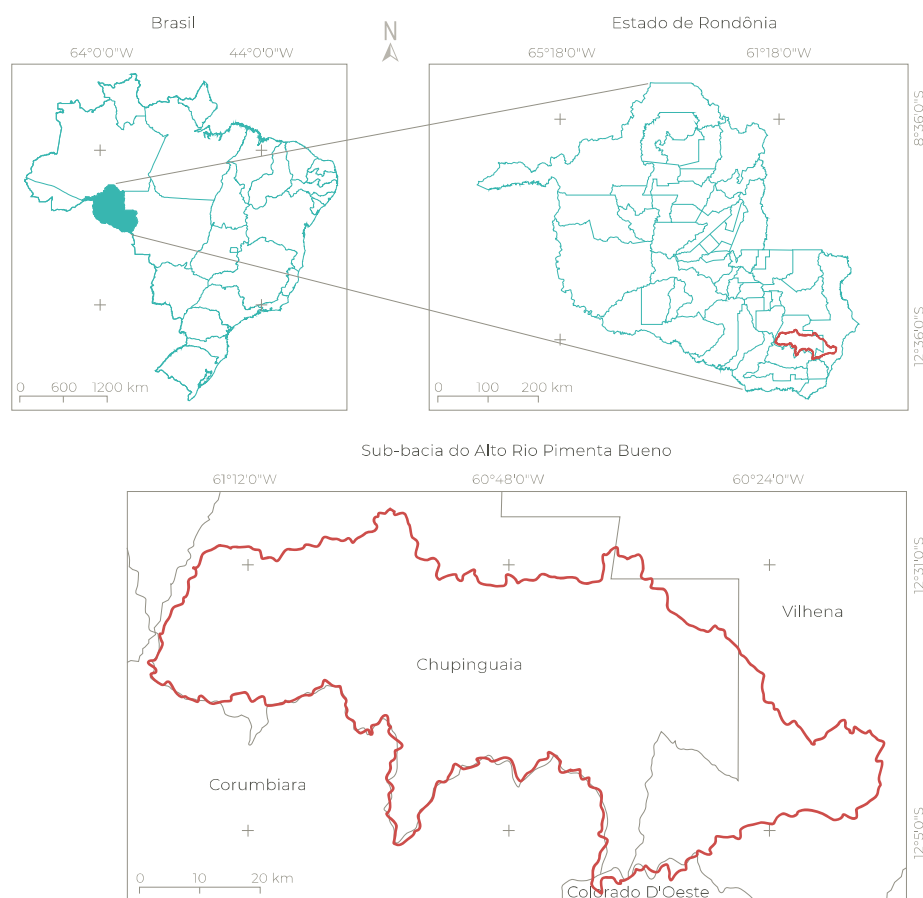 Brasil
N
Estado de Rondônia
64°0'0"W
44°0'0"W
65°18'0"W
61°18'0"W
8°36'0"S
12°36'0"S
0 600 1200 km
0 100 200 km
Sub-bacia do Alto Rio Pimenta Bueno
61°12'0"W
60°48'0"W
60°24'0"W
12°31'0"S
Vilhena
Chupinguaia
Corumbiara
12°5'0"S
0 10 20 km
Colorado D'Oeste